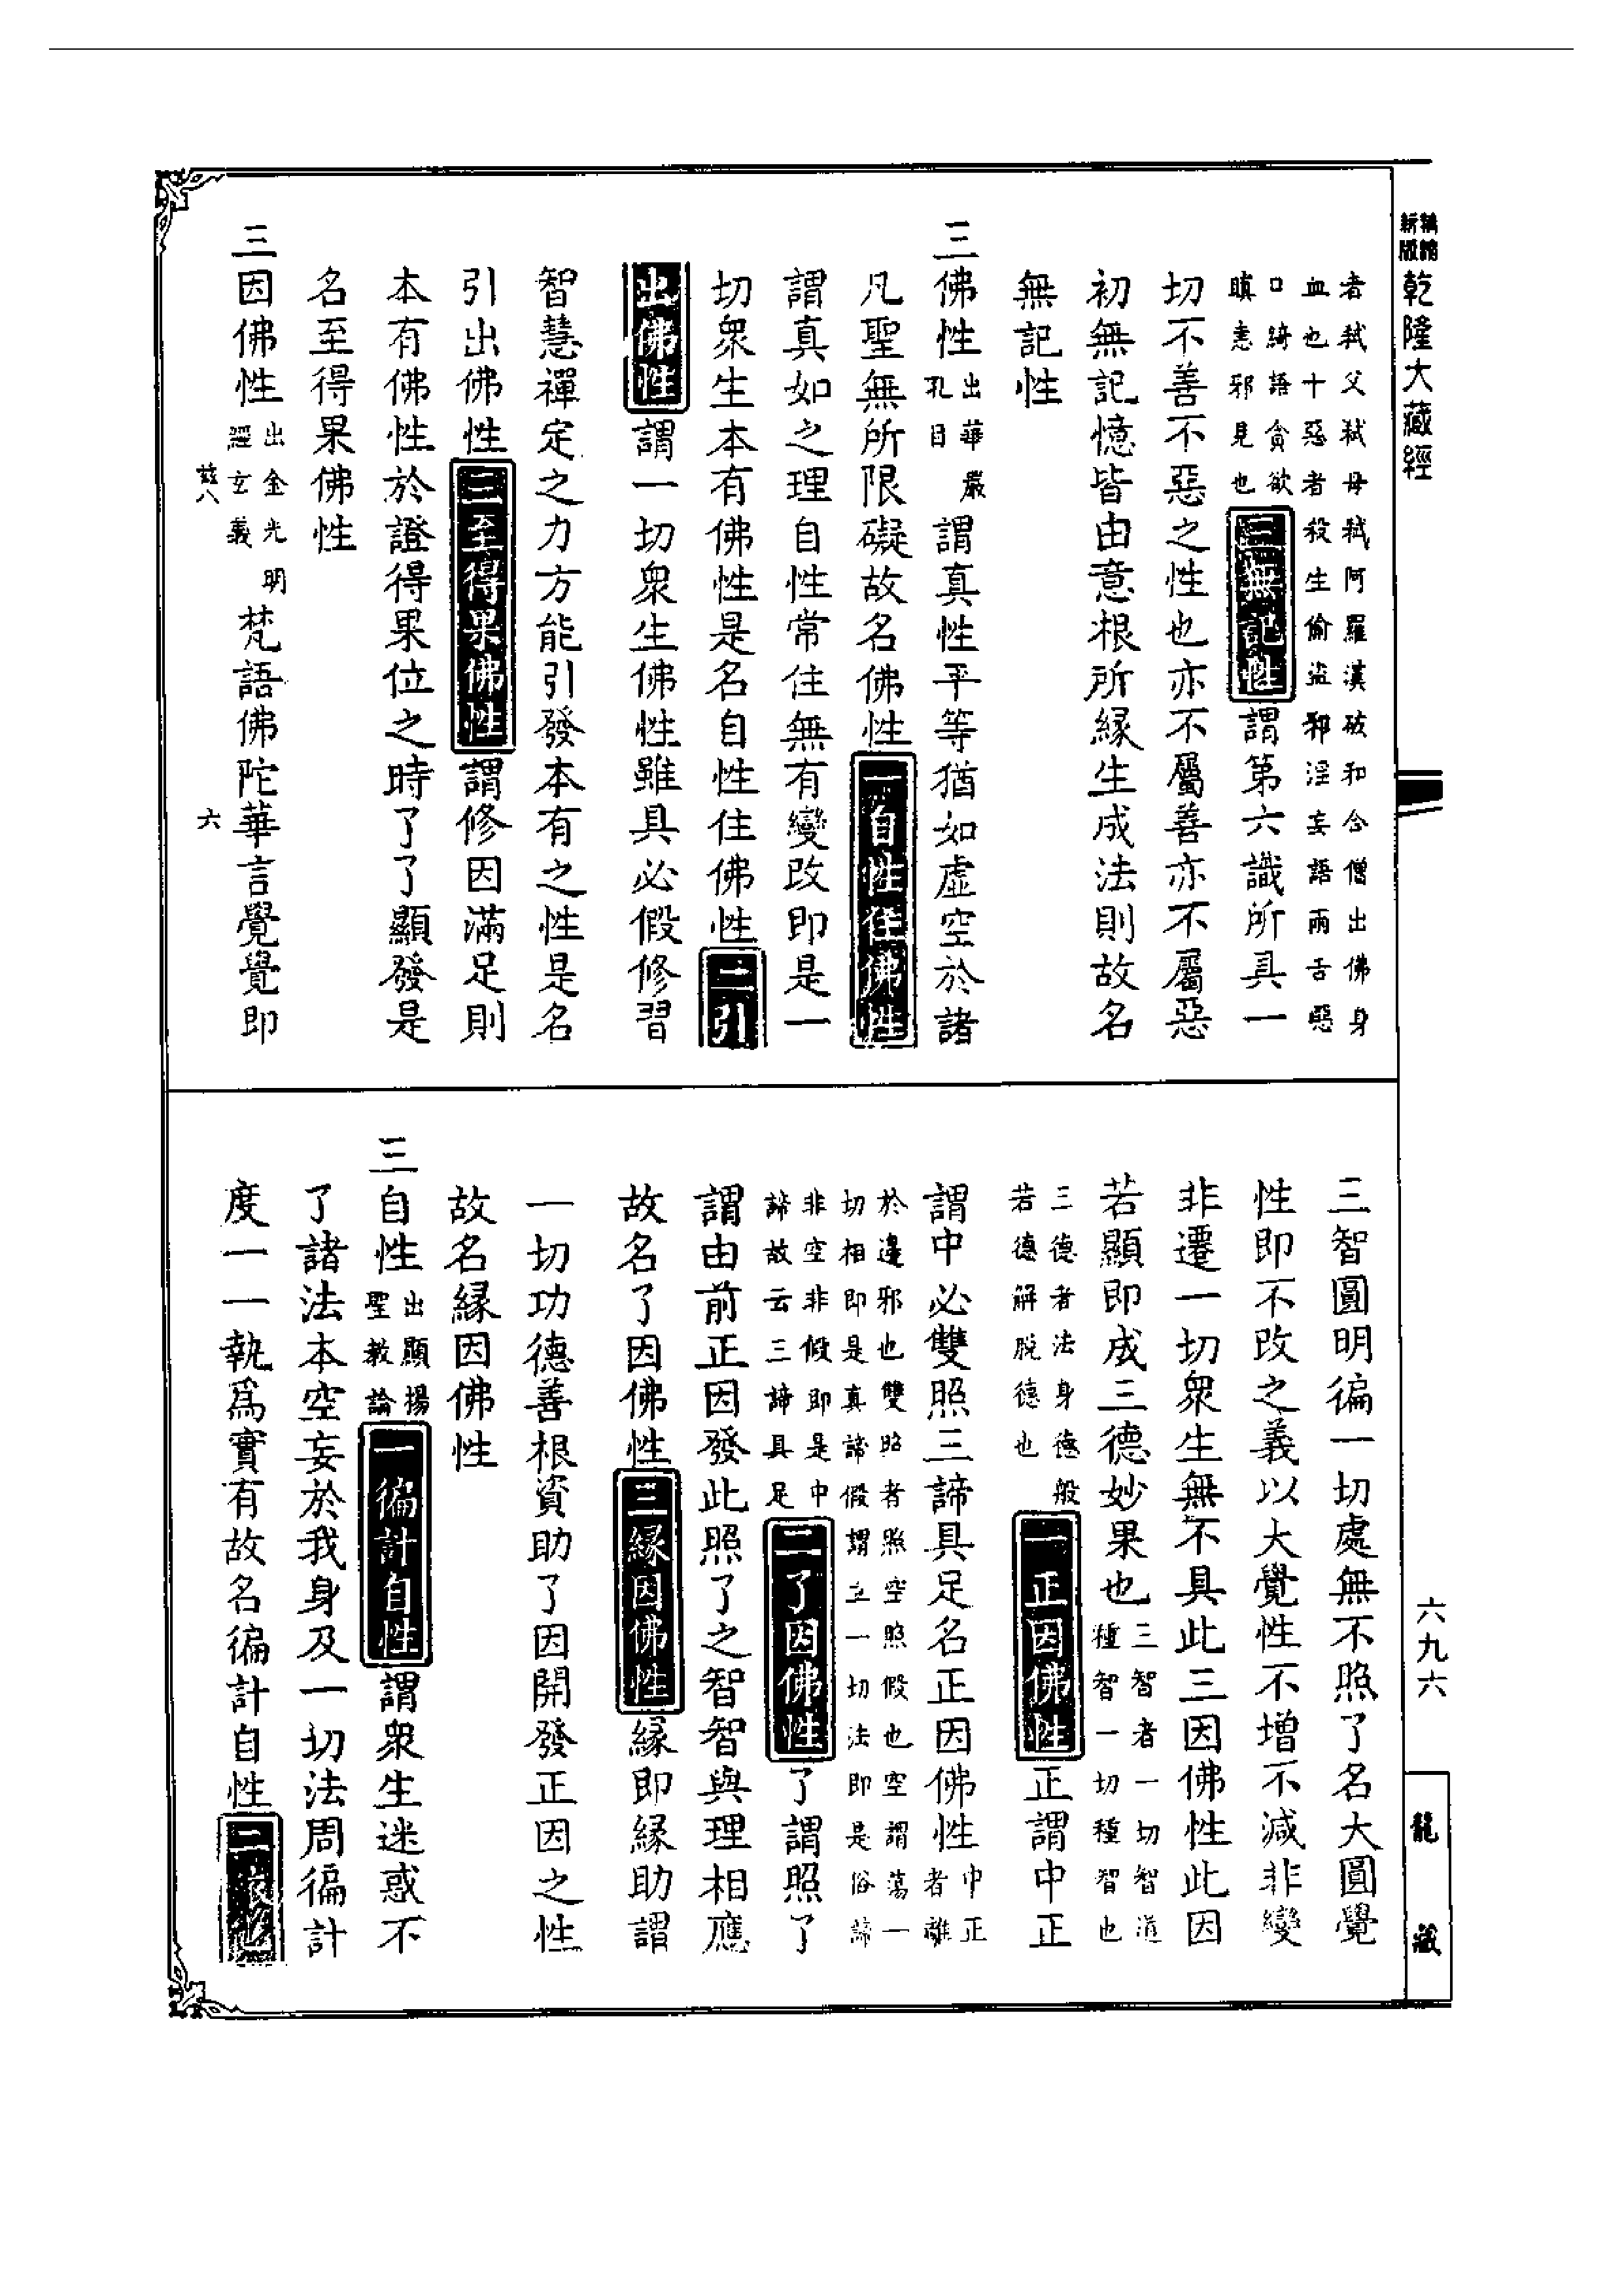 乾隆大藏經
者弒父弒母弒阿羅漢破和合僧出佛身
血也十惡者殺生偷盜邪淫妄語兩舌惡
口綺語貪欲
瞋恚邪見也
三無記性謂第六識所具一
切不善不惡之性也亦不屬善亦不屬惡
初無記憶皆由意根所緣生成法則故名
無記性
三佛性出華嚴
孔目
謂真性平等猶如虛空於諸
凡聖無所限礙故名佛性一自性住佛性
謂真如之理自性常住無有變改即是一
切衆生本有佛性是名自性住佛性二引
出佛性謂一切衆生佛性雖具必假修習
智慧禪定之力方能引發本有之性是名
引出佛性三至得果佛性謂修因滿足則
本有佛性於證得果位之時了了顯發是
名至得果佛性
三因佛性出金光明
經玄義
梵語佛陀華言覺覺即
茲八 六
三智圓明徧一切處無不照了名大圓覺
性即不改之義以大覺性不增不減非變
非遷一切衆生無不具此三因佛性此因
若顯即成三德妙果也三智者一切智道
種智一切種智也
三德者法身德般
若德解脫德也
一正因佛性正謂中正
謂中必雙照三諦具足名正因佛性中正
者離
於邊邪也雙照者照空照假也空謂蕩一
切相即是真諦假謂立一切法即是俗諦
非空非假即是中
諦故云三諦具足
二了因佛性了謂照了
謂由前正因發此照了之智智與理相應
故名了因佛性三緣因佛性緣即緣助謂
一切功德善根資助了因開發正因之性
故名緣因佛性
三自性出顯揚
聖教論
一徧計自性謂衆生迷惑不
了諸法本空妄於我身及一切法周徧計
度一一執爲實有故名徧計自性二依他
六九六
龍藏